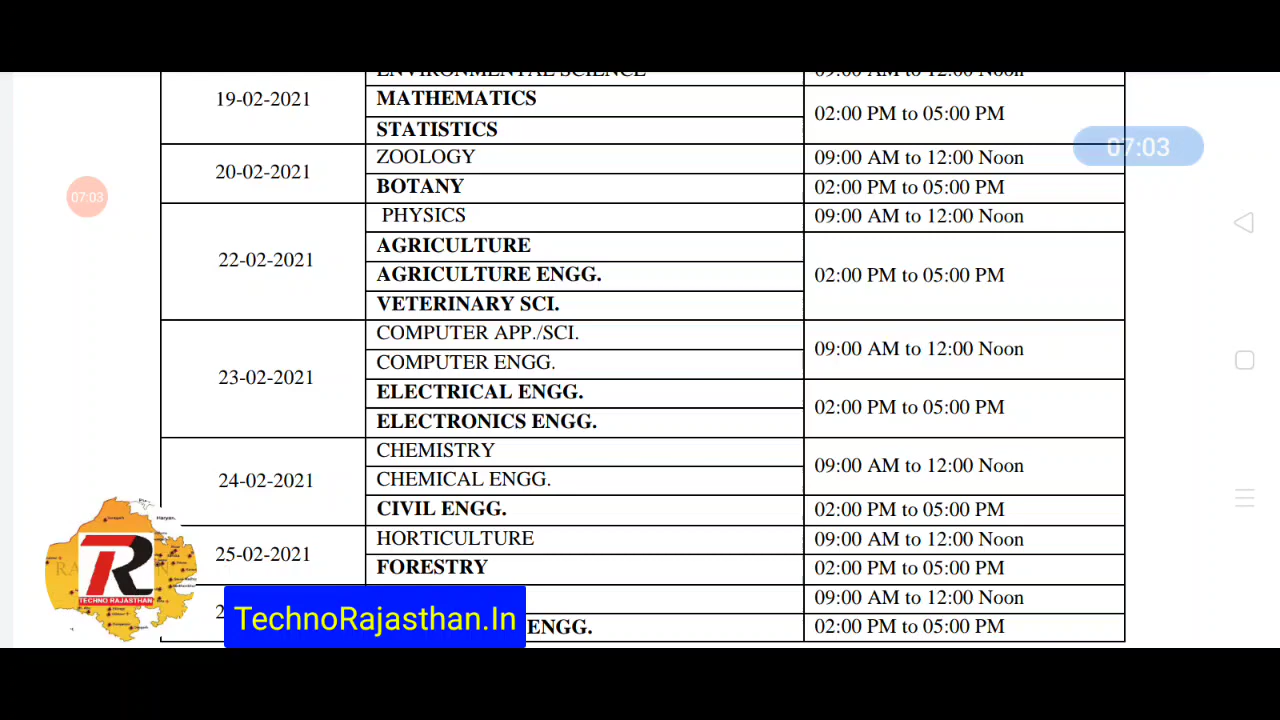 ENVIRONMENTAL SCIENCE 09:00 AM to 12:00 Noon
19-02-2021
MATHEMATICS
02:00 PM to 05:00 PM
STATISTICS
20-02-2021
ZOOLOGY 09:00 AM to 12:00 Noon
BOTANY 02:00 PM to 05:00 PM
07:03
07:03
22-02-2021
PHYSICS 09:00 AM to 12:00 Noon
AGRICULTURE
AGRICULTURE ENGG.
02:00 PM to 05:00 PM
VETERINARY SCI.
23-02-2021
COMPUTER APP./SCI.
09:00 AM to 12:00 Noon
COMPUTER ENGG.
ELECTRICAL ENGG.
02:00 PM to 05:00 PM
ELECTRONICS ENGG.
24-02-2021
CHEMISTRY
09:00 AM to 12:00 Noon
CHEMICAL ENGG.
CIVIL ENGG. 02:00 PM to 05:00 PM
25-02-2021
HORTICULTURE 09:00 AM to 12:00 Noon
FORESTRY 02:00 PM to 05:00 PM
09:00 AM to 12:00 Noon
ENGG. 02:00 PM to 05:00 PM
TR
TECHNO RAJASTHAN
TechnoRajasthan.In